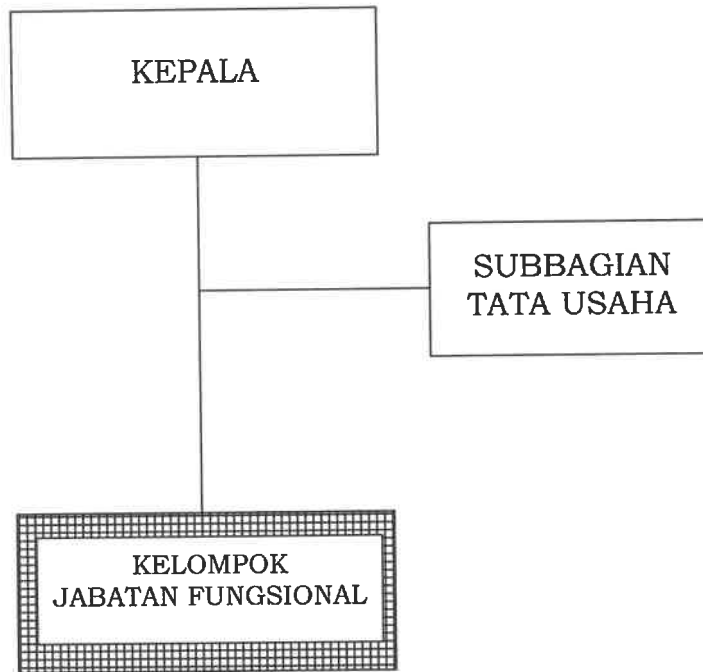 KEPALA
SUBBAGIAN
TATA USAHA
KELOMPOK
JABATAN FUNGSIONAL